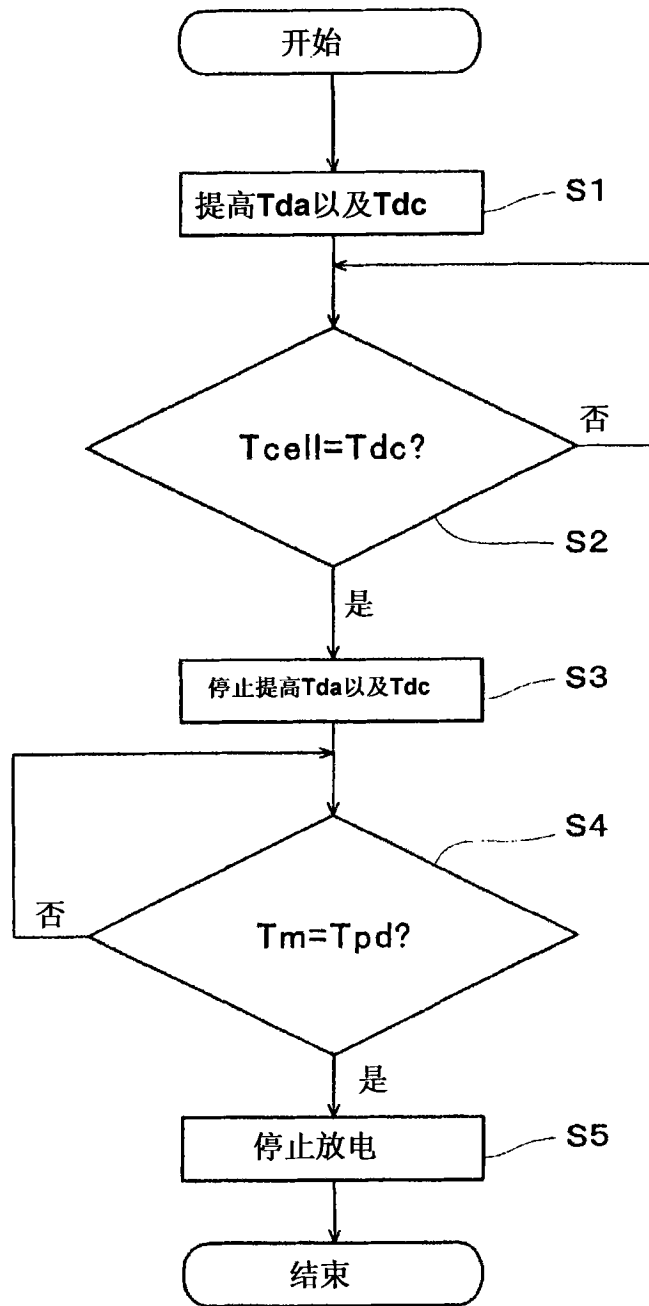 开始
提高Tda以及Tdc
S1
Tcell=Tdc?
否
S2
是
停止提高Tda以及Tdc
S3
S4
Tm=Tpd?
否
是
停止放电
S5
结束